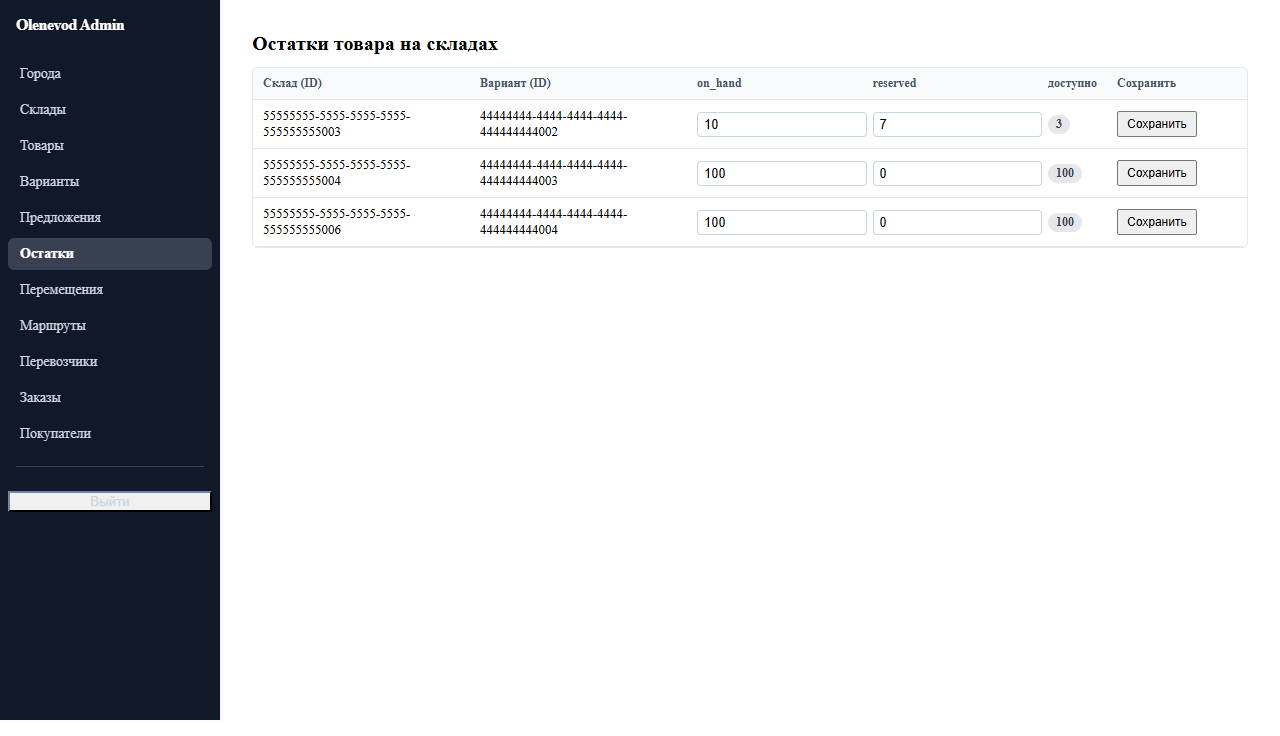 Olenevod Admin
Города
Склады
Товары
Варианты
Предложения
Остатки
Перемещения
Маршруты
Перевозчики
Заказы
Покупатели
Выйти
Остатки товара на складах
Склад (ID) Вариант (ID) on_hand reserved доступно Сохранить
55555555-5555-5555-5555-
555555555003
44444444-4444-4444-4444-
444444444002
10 7 3 Сохранить
55555555-5555-5555-5555-
555555555004
44444444-4444-4444-4444-
444444444003
100 0 100 Сохранить
55555555-5555-5555-5555-
555555555006
44444444-4444-4444-4444-
444444444004
100 0 100 Сохранить